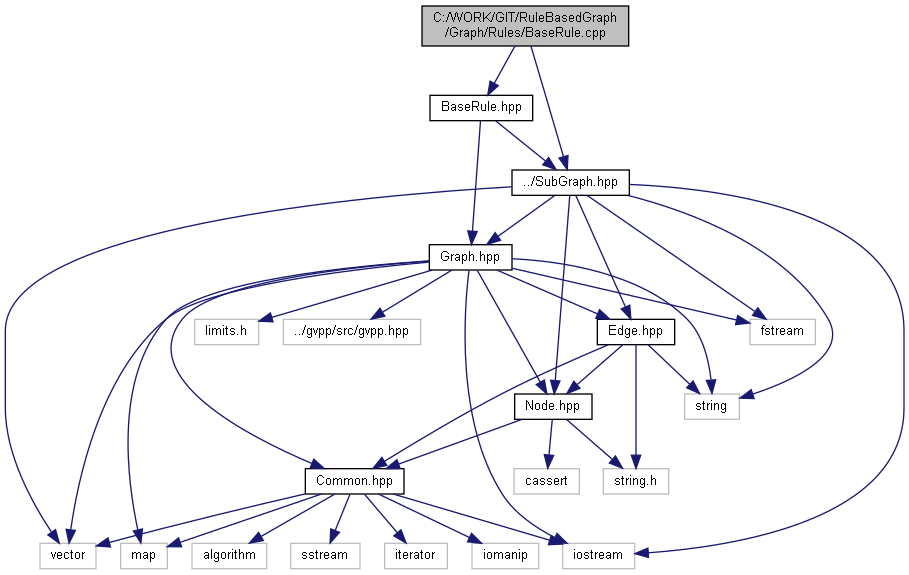 C:/WORK/GIT/RuleBasedGraph
/Graph/Rules/BaseRule.cpp
BaseRule.hpp
../SubGraph.hpp
Graph.hpp
limits.h
../gvpp/src/gvpp.hpp
Edge.hpp
fstream
Node.hpp
string
Common.hpp
cassert
string.h
vector
map
algorithm
sstream
iterator
iomanip
iostream